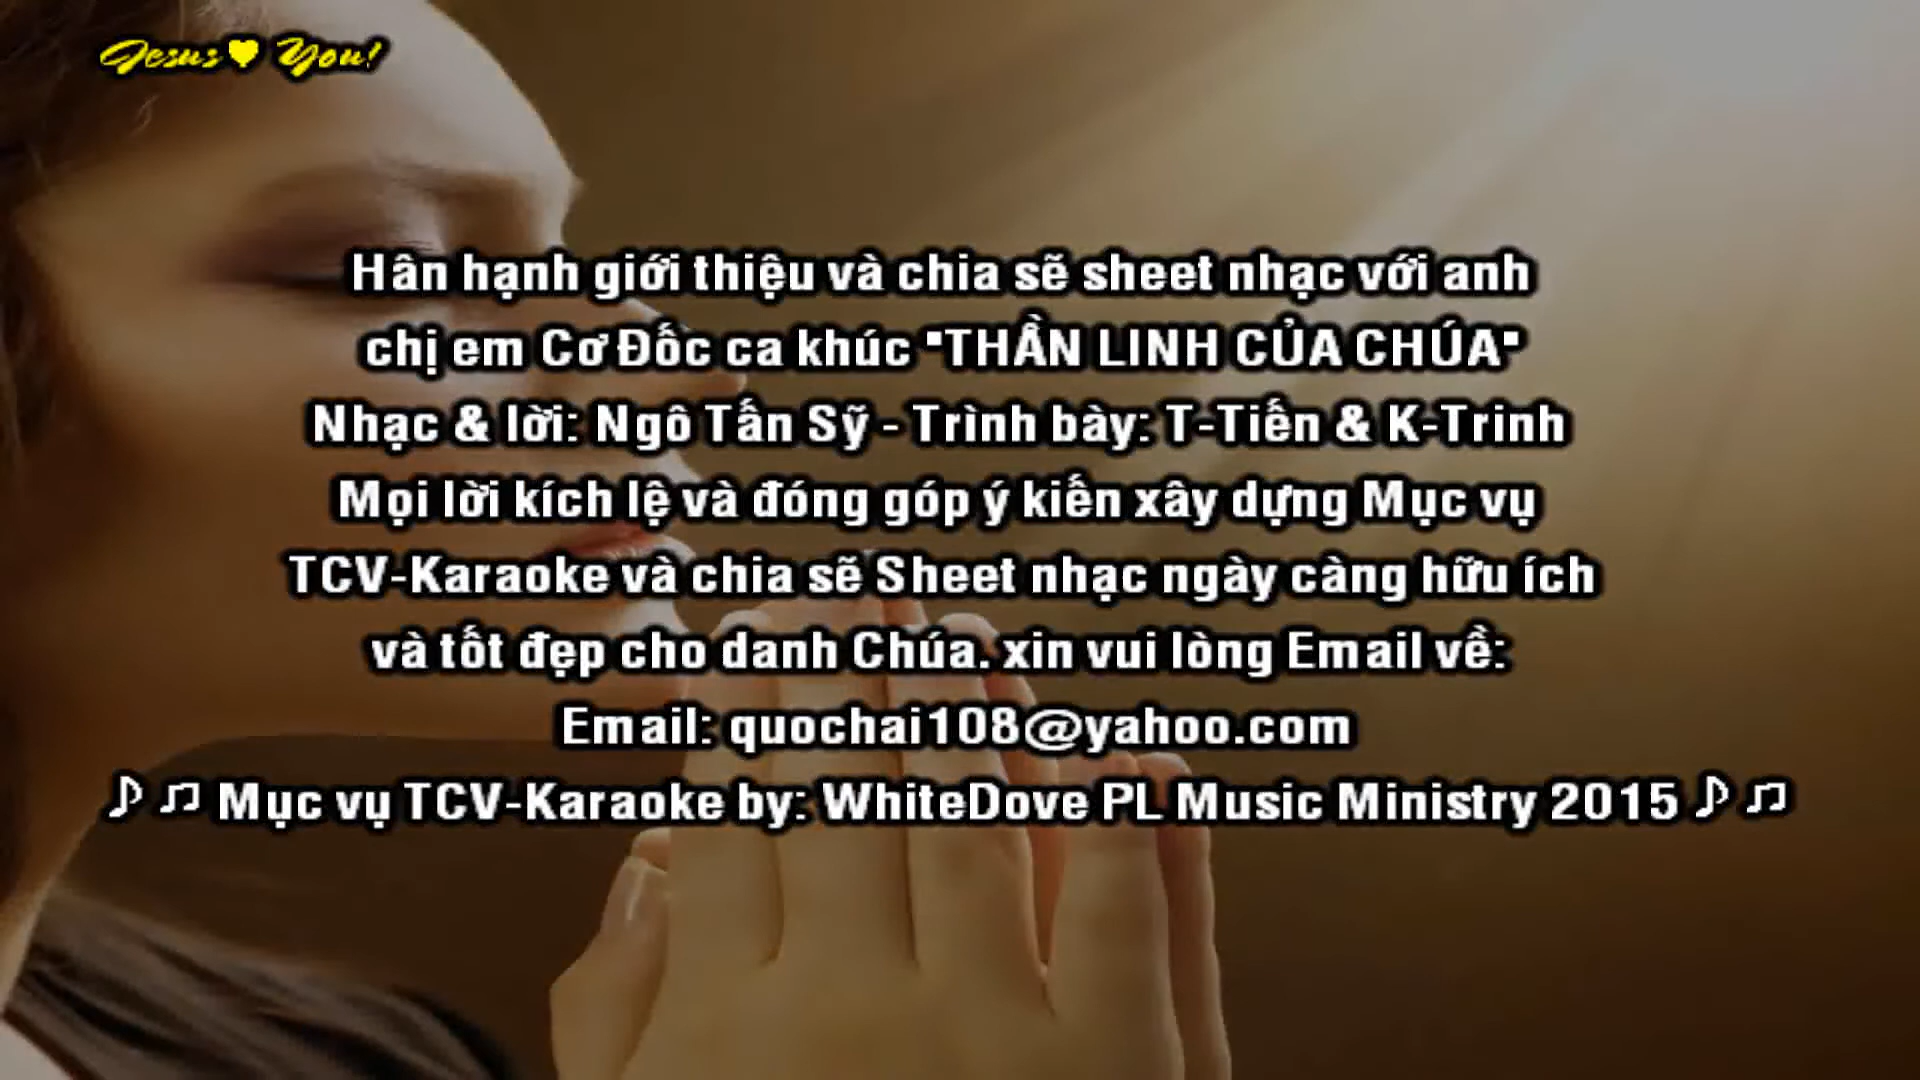 Jesus ♥ You!
Hân hạnh giới thiệu và chia sẽ sheet nhạc với anh
chị em Cơ Đốc ca khúc "THẦN LINH CỦA CHÚA"
Nhạc & lời: Ngô Tấn Sỹ - Trình bày: T-Tiến & K-Trinh
Mọi lời kích lệ và đóng góp ý kiến xây dựng Mục vụ
TCV-Karaoke và chia sẽ Sheet nhạc ngày càng hữu ích
và tốt đẹp cho danh Chúa. xin vui lòng Email về:
Email: quochai108@yahoo.com
♪ ♫ Mục vụ TCV-Karaoke by: WhiteDove PL Music Ministry 2015 ♪ ♫